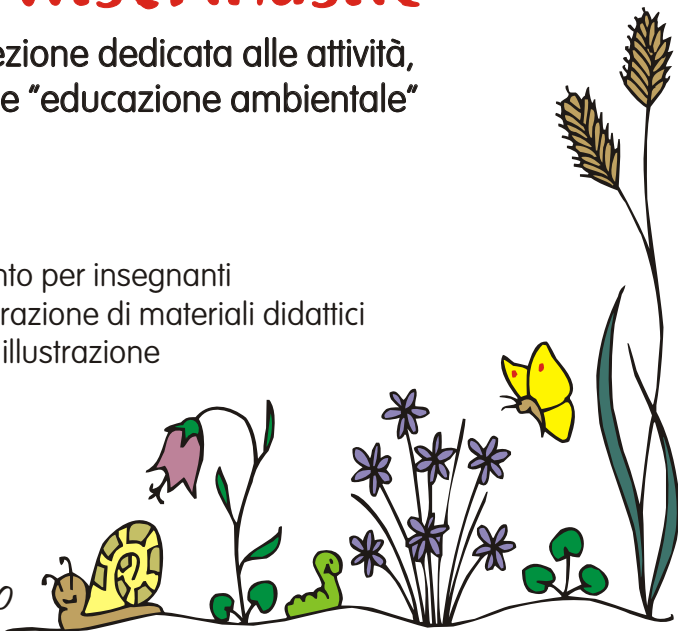 ezione dedicata alle attività,
e “educazione ambientale”
nto per insegnanti
razione di materiali didattici
illustrazione